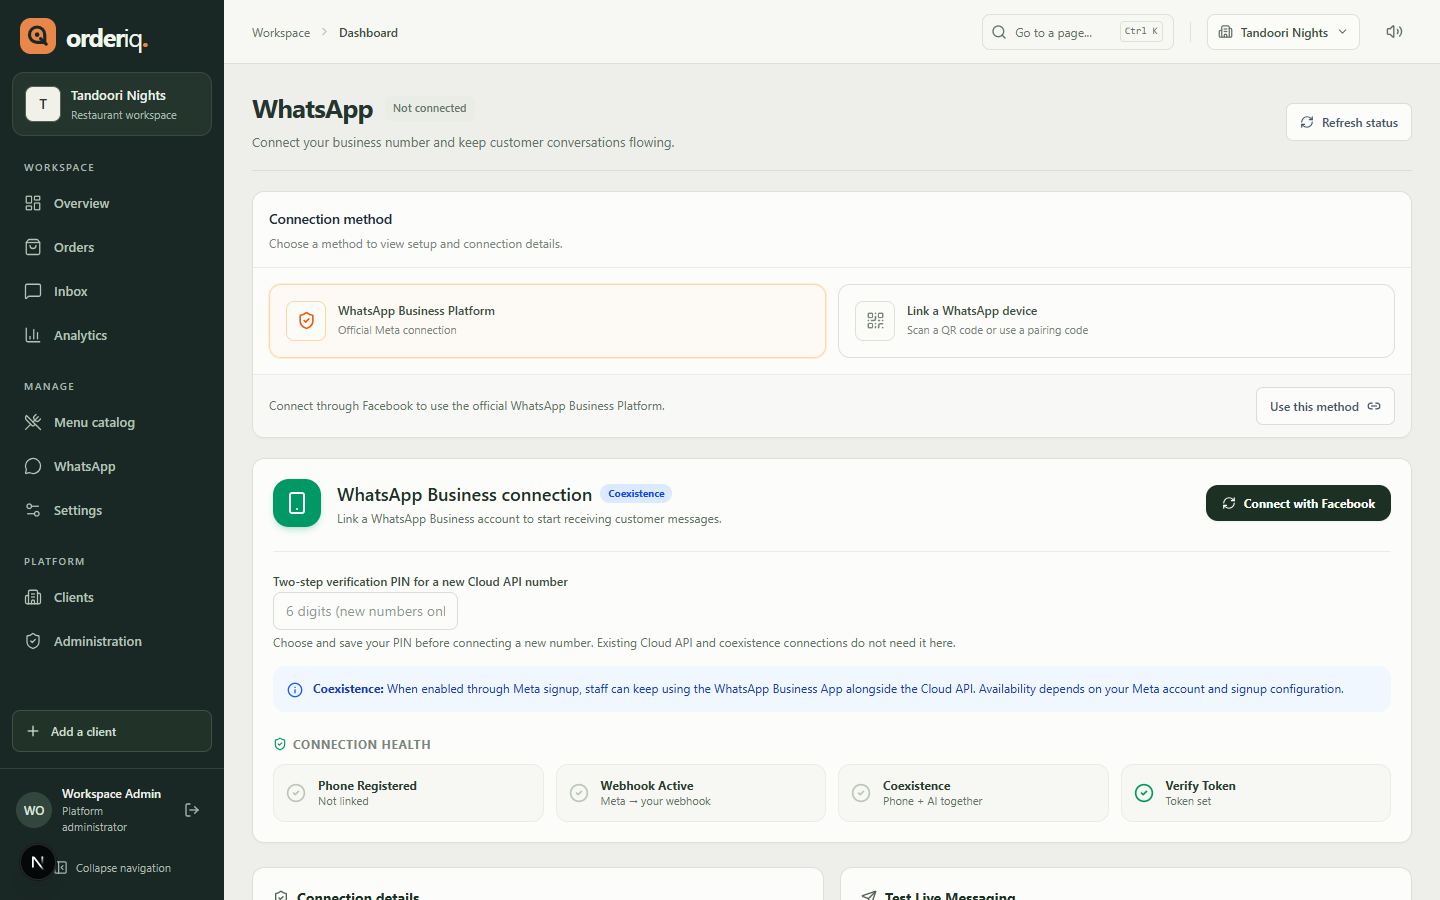 orderiq.
T
Tandoori Nights
Restaurant workspace
WORKSPACE
Overview
Orders
Inbox
Analytics
MANAGE
Menu catalog
WhatsApp
Settings
PLATFORM
Clients
Administration
Add a client
WO
Workspace Admin
Platform
administrator
N
Collapse navigation
Workspace
Dashboard
Go to a page...
Ctrl K
Tandoori Nights
WhatsApp
Not connected
Connect your business number and keep customer conversations flowing.
Refresh status
Connection method
Choose a method to view setup and connection details.
WhatsApp Business Platform
Official Meta connection
Link a WhatsApp device
Scan a QR code or use a pairing code
Connect through Facebook to use the official WhatsApp Business Platform.
Use this method
WhatsApp Business connection
Coexistence
Link a WhatsApp Business account to start receiving customer messages.
Connect with Facebook
Two-step verification PIN for a new Cloud API number
6 digits (new numbers onl
Choose and save your PIN before connecting a new number. Existing Cloud API and coexistence connections do not need it here.
Coexistence: When enabled through Meta signup, staff can keep using the WhatsApp Business App alongside the Cloud API. Availability depends on your Meta account and signup configuration.
CONNECTION HEALTH
Phone Registered
Not linked
Webhook Active
Meta → your webhook
Coexistence
Phone + AI together
Verify Token
Token set
Connection details
Test Live Messaging